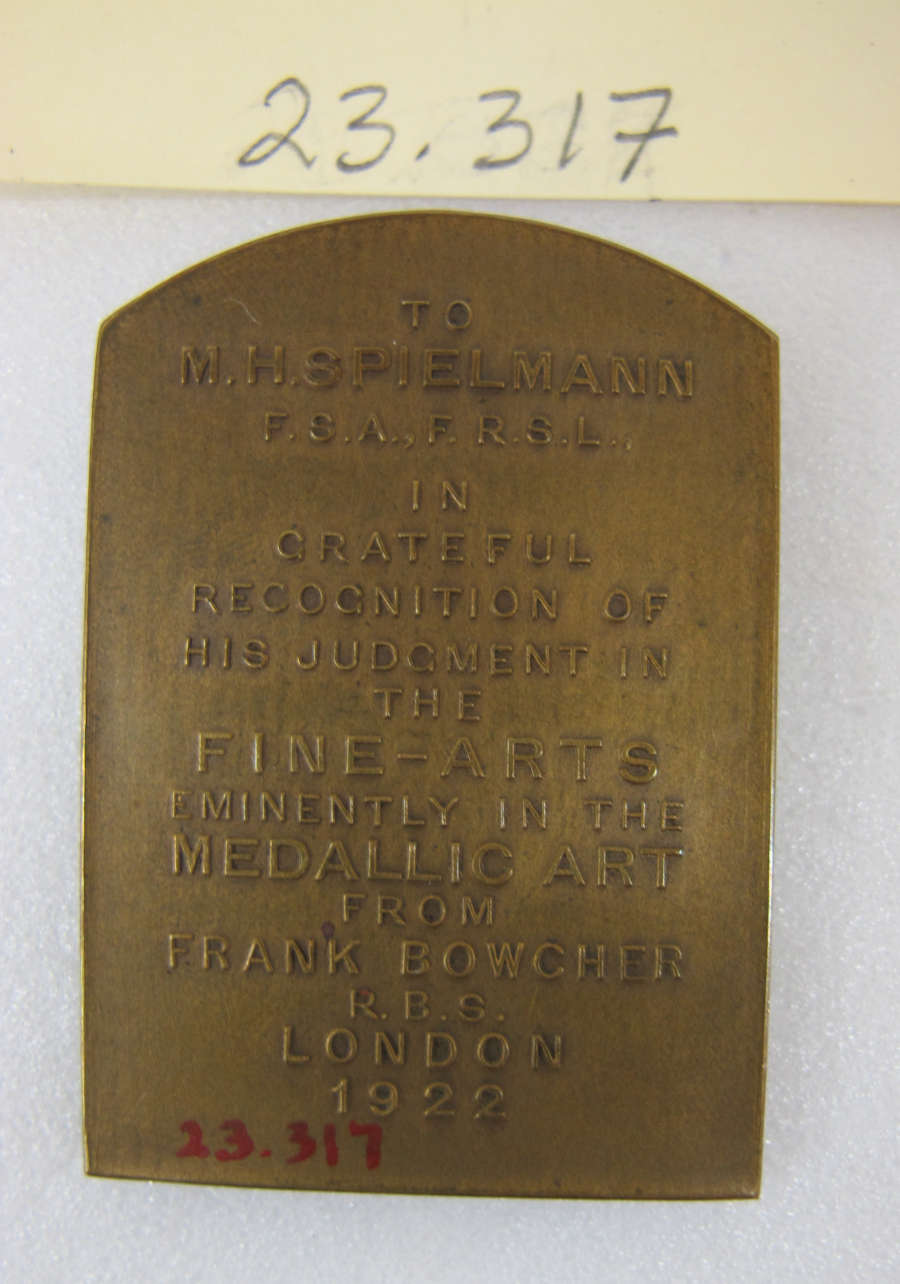 23.317
TO
M.H.SPIELMANN
F.S.A.,F.R.S.L.,
IN
GRATEFUL
RECOGNITION OF
HIS JUDGMENT IN
THE
FINE-ARTS
EMINENTLY IN THE
MEDALLIC ART
FROM
FRANK BOWCHER
R.B.S.
LONDON
1922
23.317